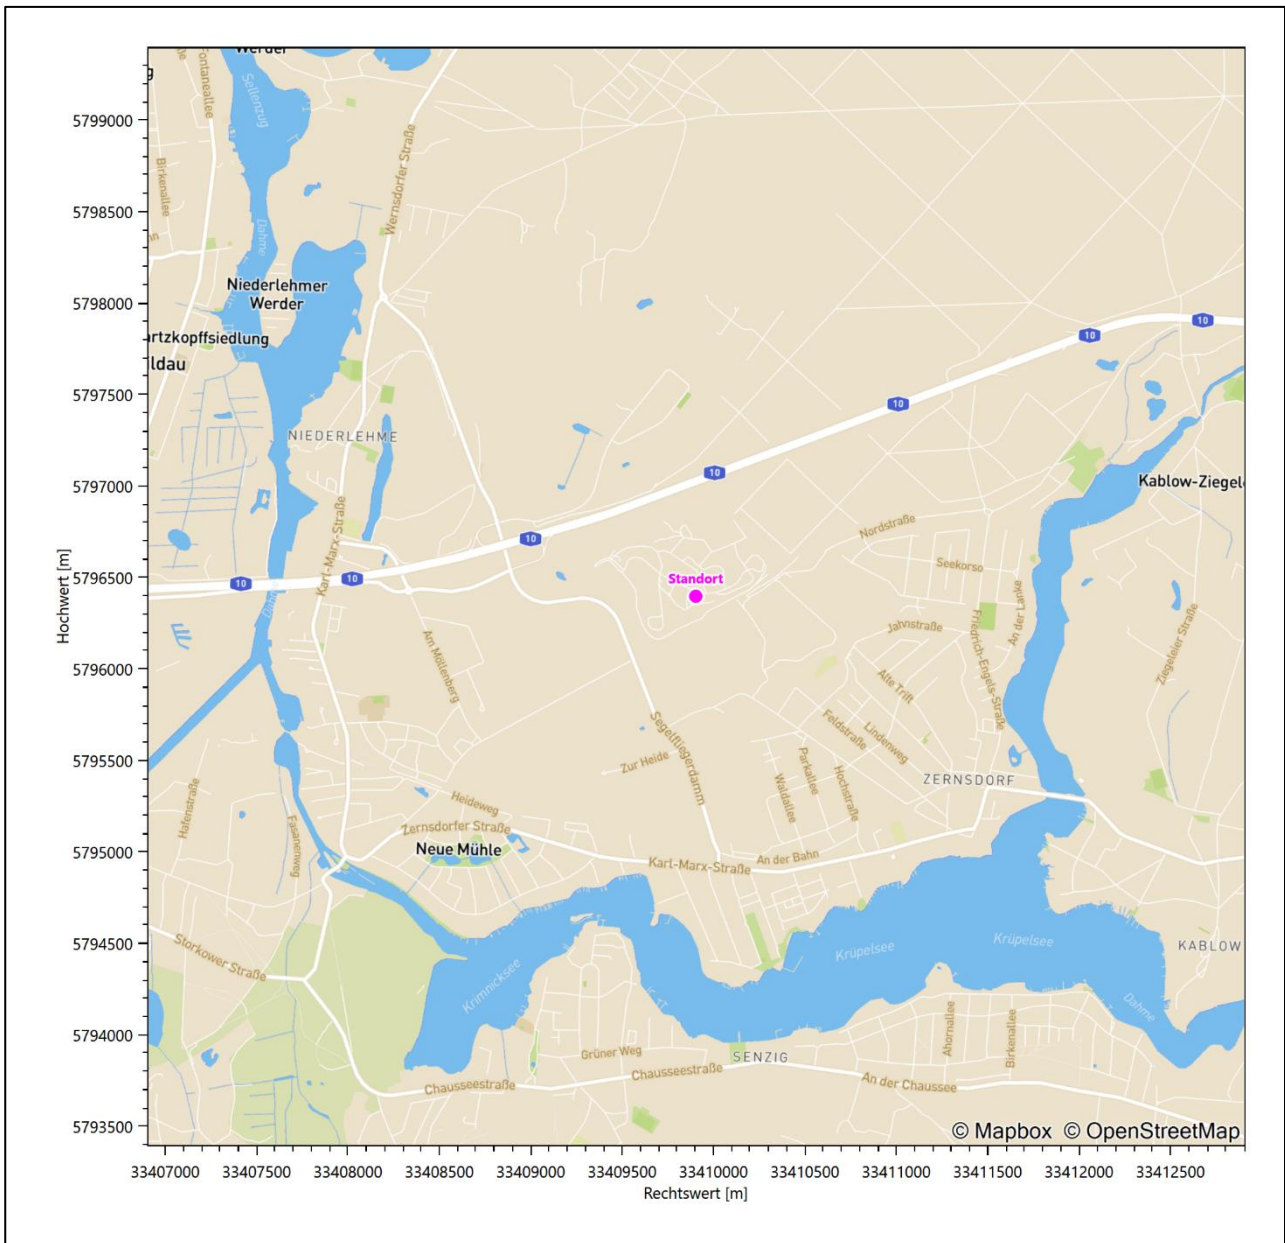 Werder
Sellenzug
Fontaneallee
5799000
Birkenallee
Wernsdorfer Straße
5798500
Dahme
Niederlehmer
Werder
5798000
10
10
artzkopffsiedlung
ldau
5797500
10
NIEDERLEHME
10
5797000
Kablow-Ziegel
Karl-Marx-Straße
Nordstraße
10
5796500
10
10
Standort
Seekorso
An der Lanke
Hochwert [m]
Jahnstraße
Friedrich-Engels-Straße
Ziegeleier Straße
5796000
Am Möllenberg
Alte Trift
Segelfliegerdamm
Feldstraße
Lindenweg
5795500
Zur Heide
Parkallee
Waldallee
Hochstraße
ZERNSDORF
Hafenstraße
Fasanenweg
Heideweg
Zernsdorfer Straße
5795000
Neue Mühle
Karl-Marx-Straße
An der Bahn
5794500
Storkower Straße
Krüpelsee
Krüpelsee
KABLOW
Krimnicksee
Dahme
5794000
Grüner Weg
SENZIG
Ahornallee
Birkenallee
Chausseestraße
Chausseestraße
An der Chaussee
5793500
© Mapbox © OpenStreetMap
33407000 33407500 33408000 33408500 33409000 33409500 33410000 33410500 33411000 33411500 33412000 33412500
Rechtswert [m]